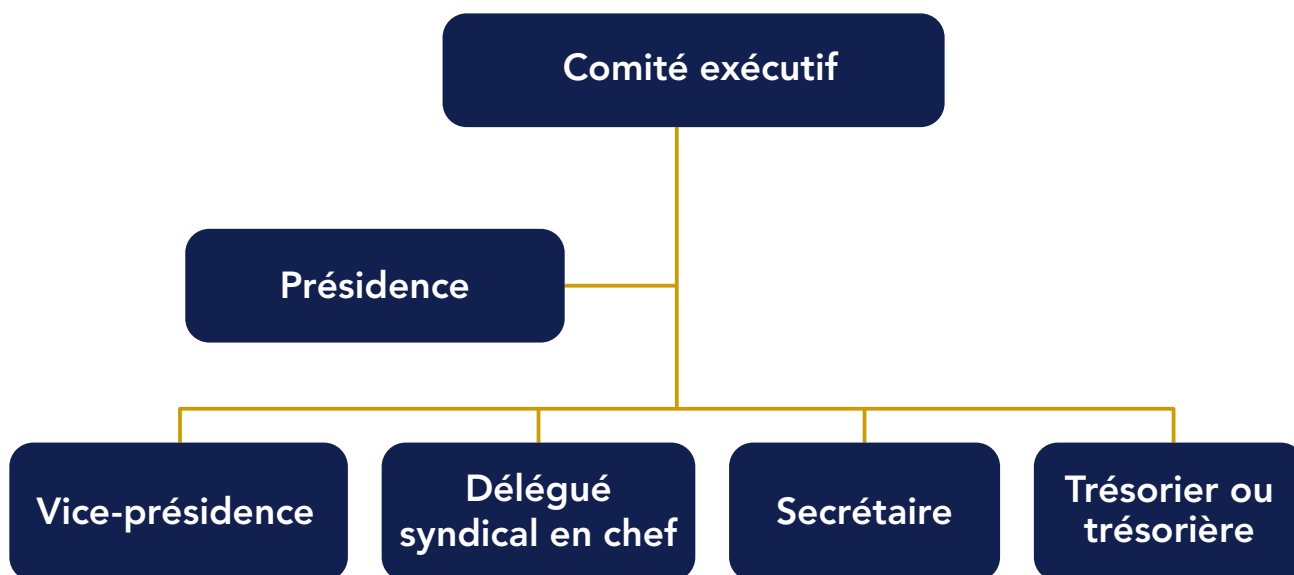 Comité exécutif
Présidence
Vice-présidence
Délégué
syndical en chef
Secrétaire
Trésorier ou
trésorière